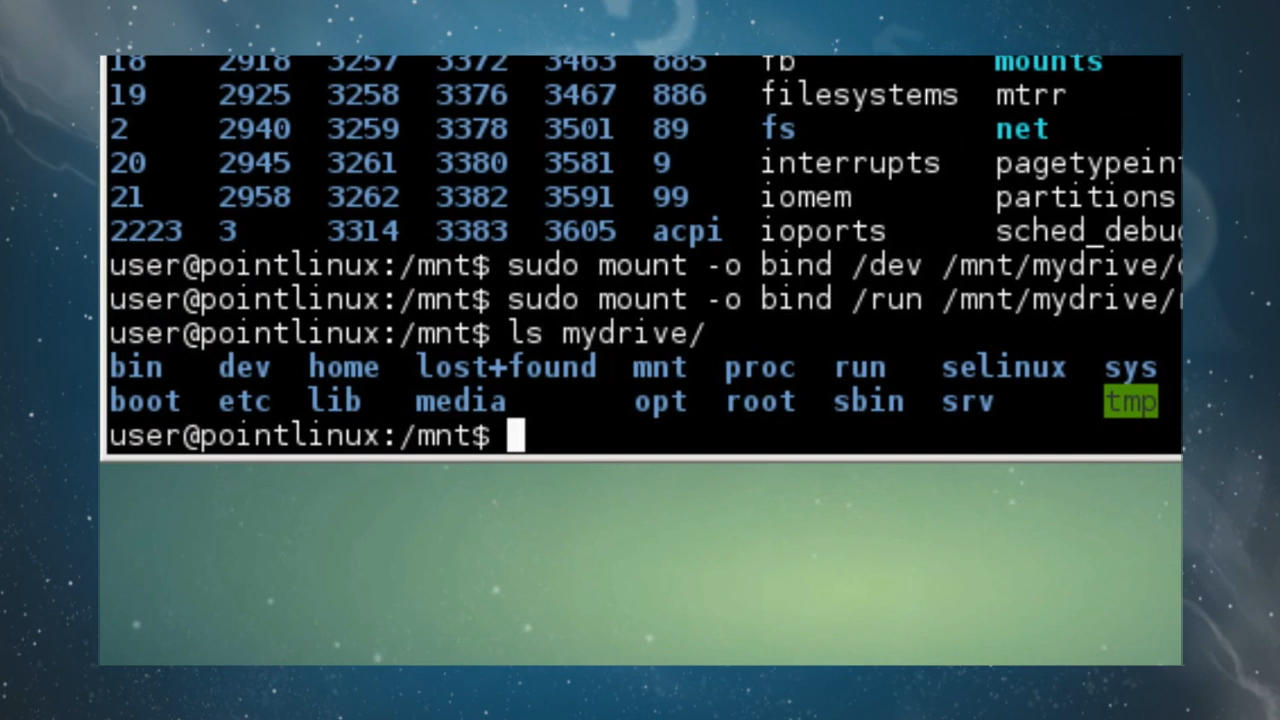 18 2918 3257 3372 3463 885 fb mounts
19 2925 3258 3376 3467 886 filesystems mtrr
2 2940 3259 3378 3501 89 fs net
20 2945 3261 3380 3581 9 interrupts
21 2958 3262 3382 3591 99 iomem partitions
2223 3 3314 3383 3605 acpi ioports
user@pointlinux:/mnt$ sudo mount -o bind /dev /mnt/mydrive/
user@pointlinux:/mnt$ sudo mount -o bind /run /mnt/mydrive/
user@pointlinux:/mnt$ ls mydrive/
bin dev home lost+found mnt proc run selinux sys
boot etc lib media opt root sbin srv tmp
user@pointlinux:/mnt$